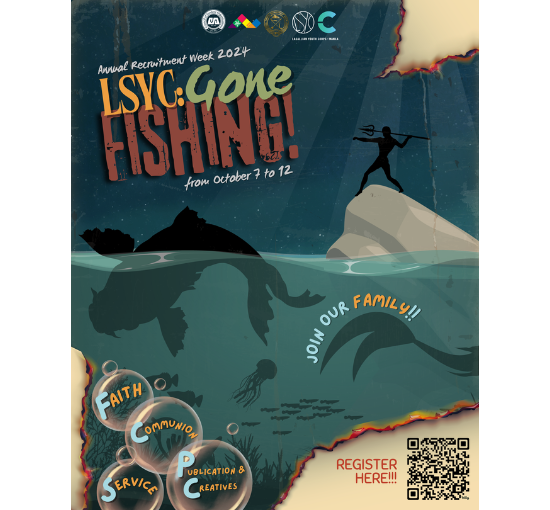 Annual Recruitment Week 2024
LSYC: Gone
FISHING!
from October 7 to 12
JOIN OUR FAMILY!!
FAITH
COMMUNION
PUBLICATION &
CREATIVES
SERVICE
REGISTER
HERE!!!